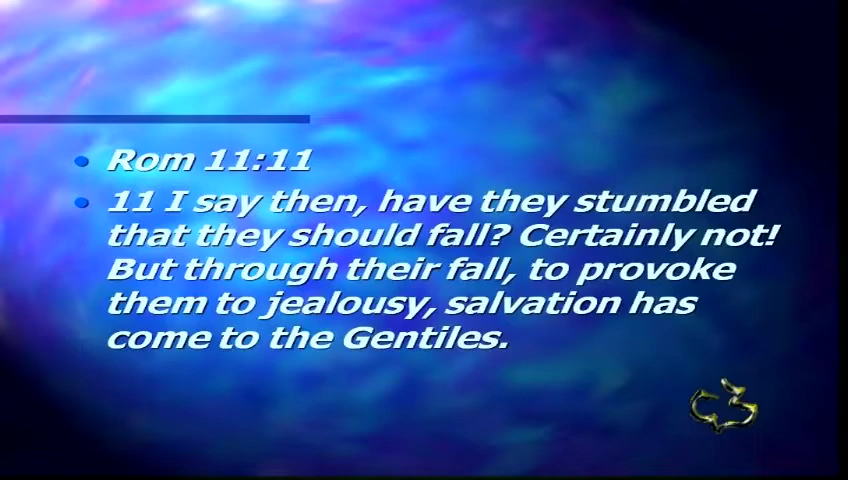 Rom 11:11
11 I say then, have they stumbled
that they should fall? Certainly not!
But through their fall, to provoke
them to jealousy, salvation has
come to the Gentiles.
C3